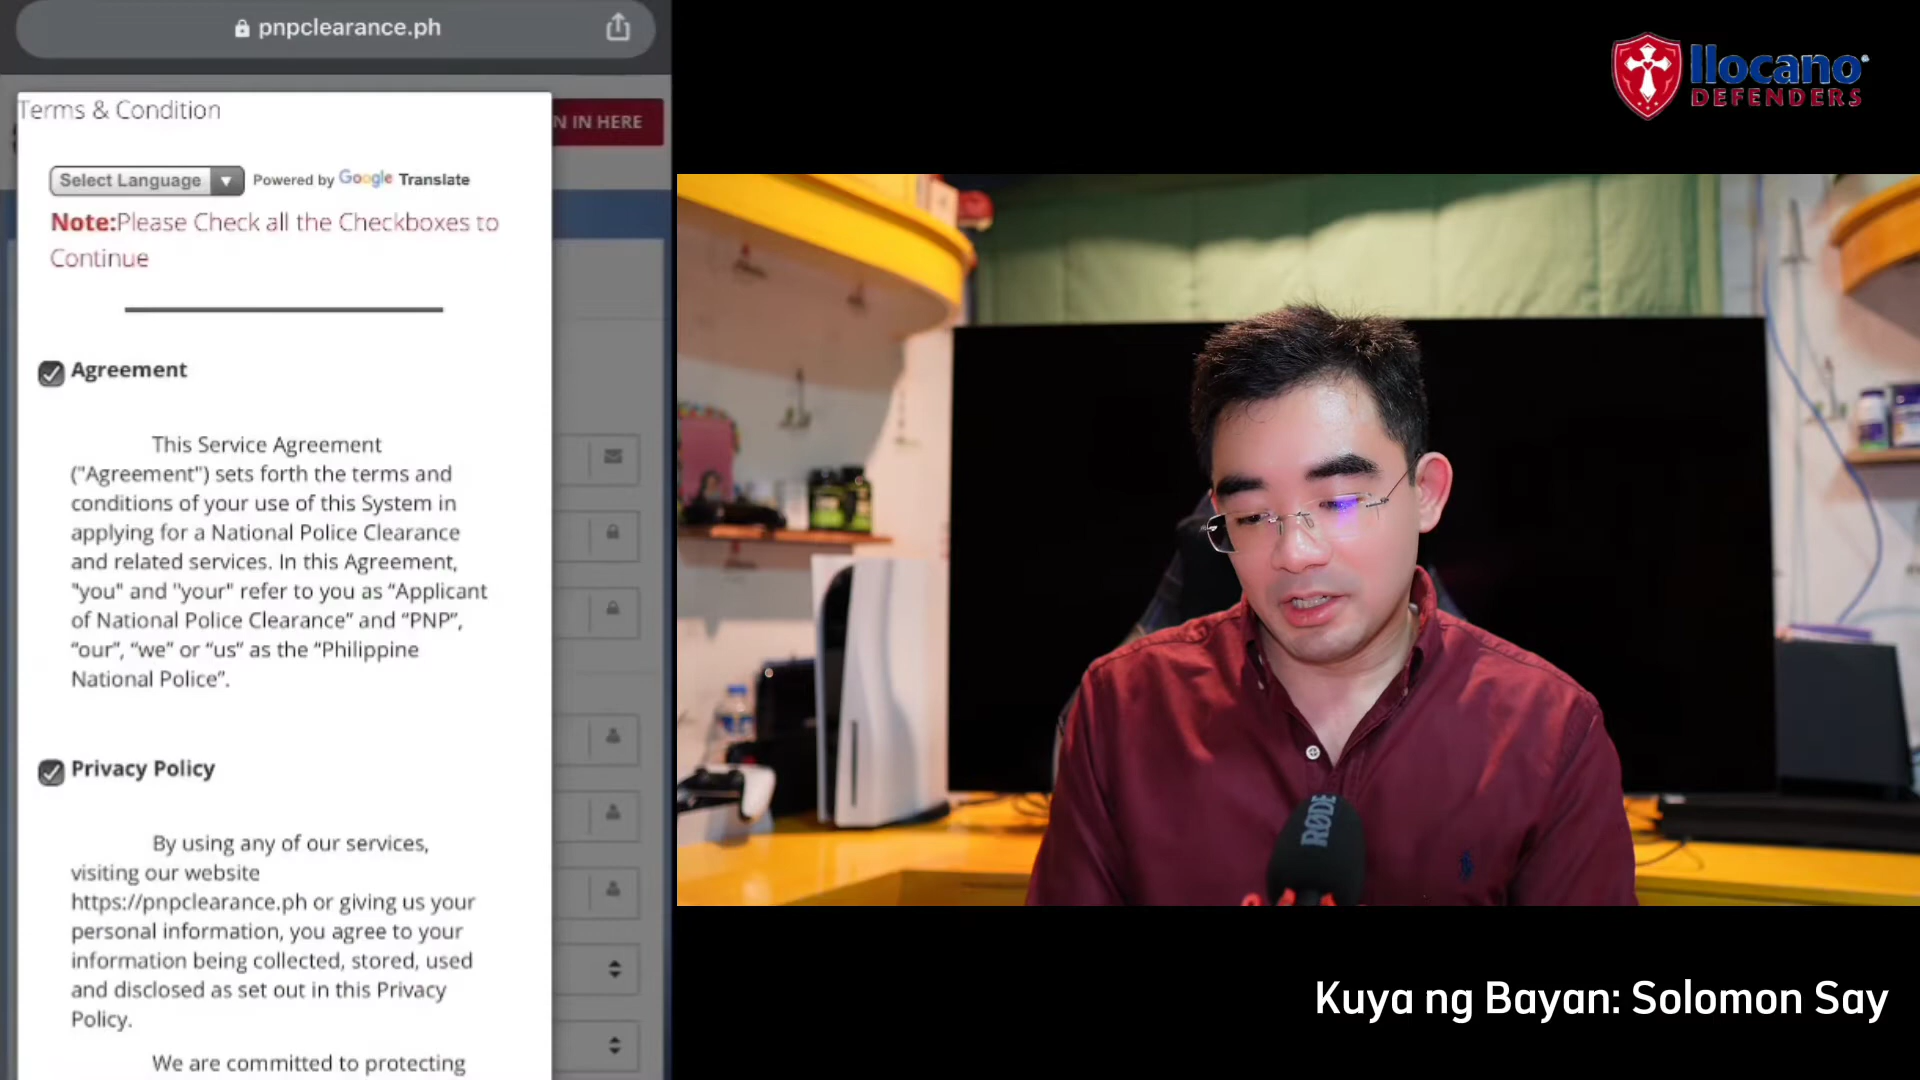 pnpclearance.ph
Terms & Condition
N IN HERE
Select Language
Powered by Google Translate
Note:Please Check all the Checkboxes to
Continue
Agreement
This Service Agreement
("Agreement") sets forth the terms and
conditions of your use of this System in
applying for a National Police Clearance
and related services. In this Agreement,
"you" and "your" refer to you as “Applicant
of National Police Clearance” and “PNP”,
“our”, “we” or “us” as the “Philippine
National Police”.
Privacy Policy
By using any of our services,
visiting our website
https://pnpclearance.ph or giving us your
personal information, you agree to your
information being collected, stored, used
and disclosed as set out in this Privacy
Policy.
We are committed to protecting
Ilocano
DEFENDERS
RØDE
Kuya ng Bayan: Solomon Say